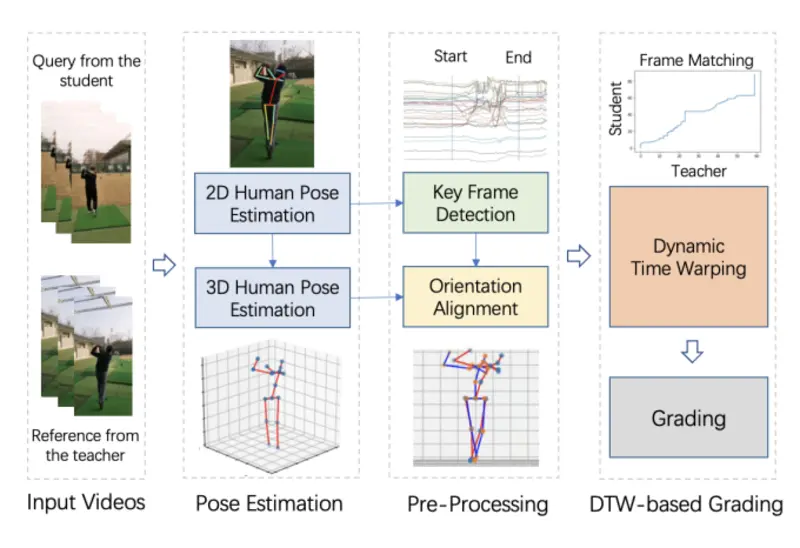 Query from the
student
Reference from
the teacher
Input Videos
2D Human Pose
Estimation
3D Human Pose
Estimation
Pose Estimation
Start
End
Key Frame
Detection
Orientation
Alignment
Pre-Processing
Frame Matching
Student
Teacher
Dynamic
Time Warping
Grading
DTW-based Grading